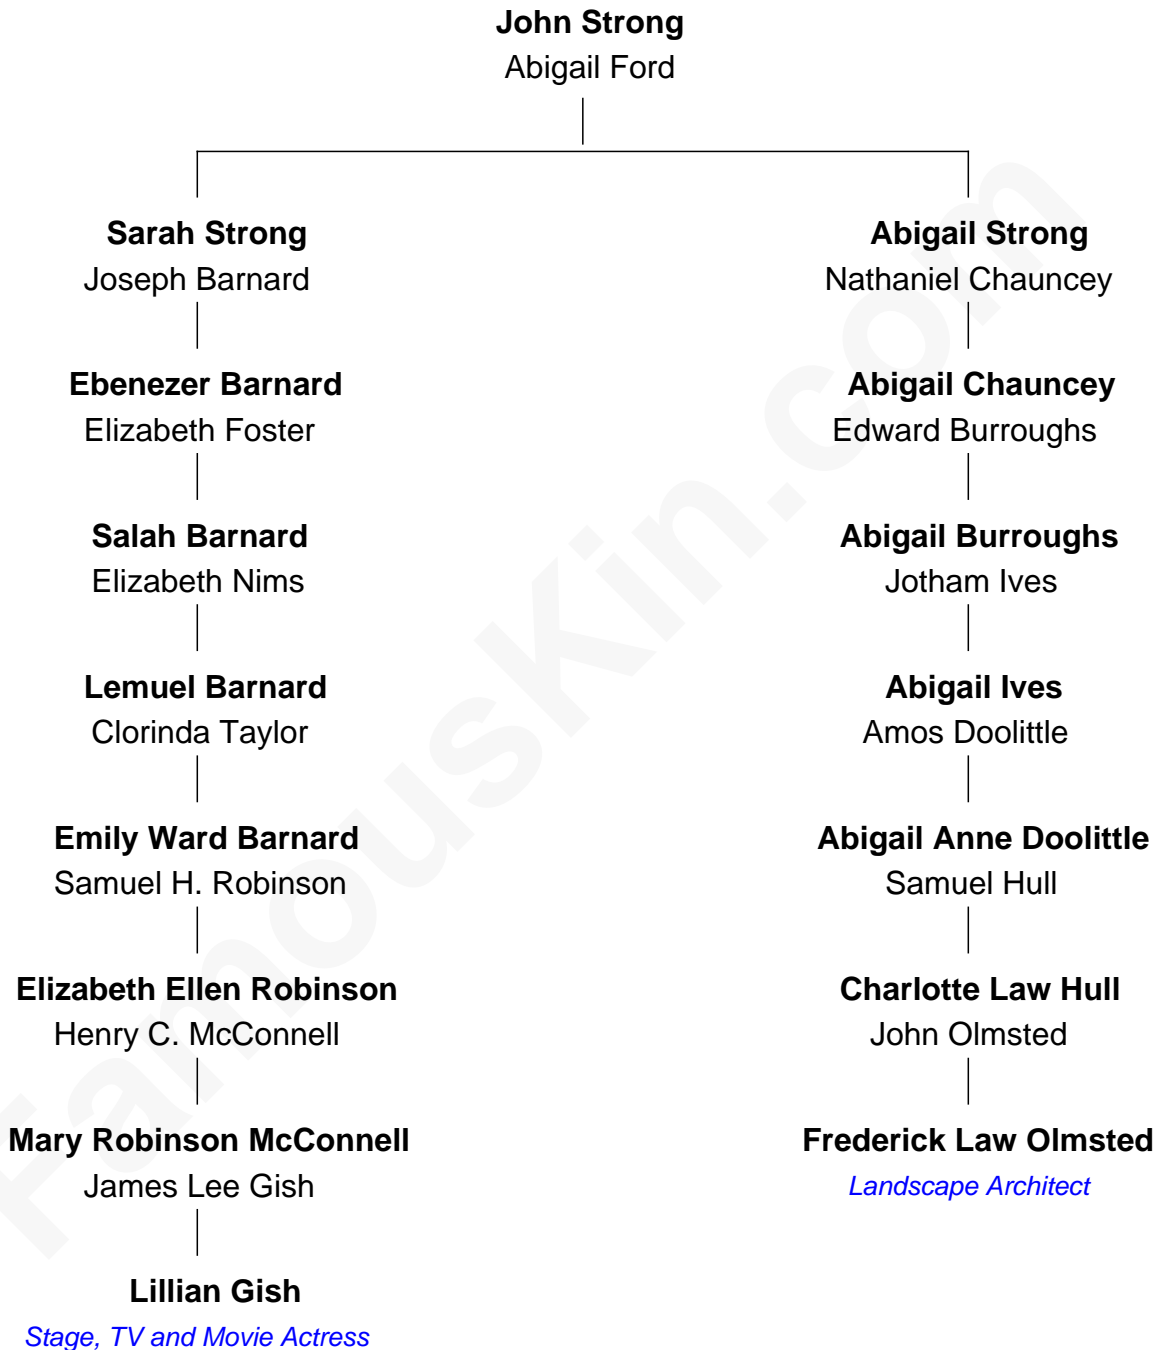 John Strong
Abigail Ford
Sarah Strong
Joseph Barnard
Abigail Strong
Nathaniel Chauncey
Ebenezer Barnard
Elizabeth Foster
Abigail Chauncey
Edward Burroughs
Salah Barnard
Elizabeth Nims
Abigail Burroughs
Jotham Ives
Lemuel Barnard
Clorinda Taylor
Abigail Ives
Amos Doolittle
Emily Ward Barnard
Samuel H. Robinson
Abigail Anne Doolittle
Samuel Hull
Elizabeth Ellen Robinson
Henry C. McConnell
Charlotte Law Hull
John Olmsted
Mary Robinson McConnell
James Lee Gish
Frederick Law Olmsted
Landscape Architect
Lillian Gish
Stage, TV and Movie Actress
FamousKin.com